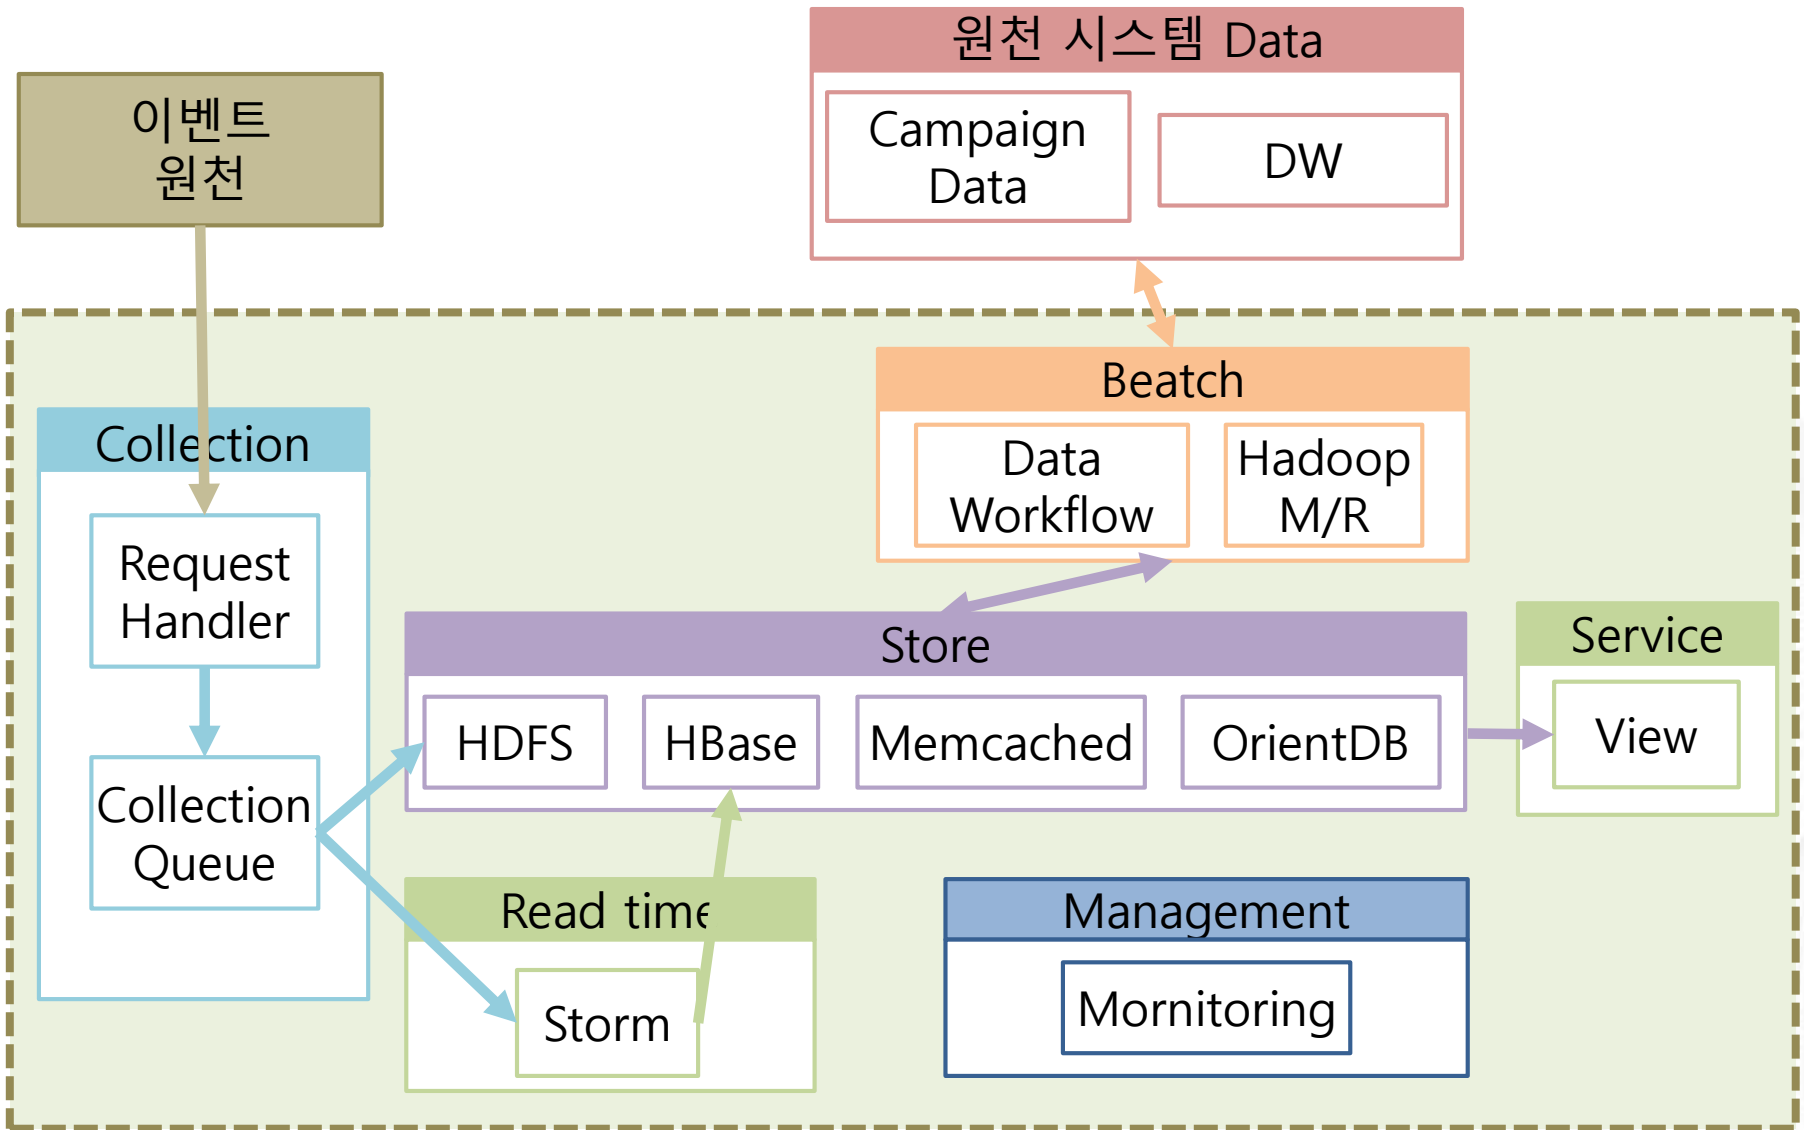 원천 시스템 Data
이벤트
원천
Campaign
Data
DW
Beatch
Data
Workflow
Hadoop
M/R
Collection
Request
Handler
Collection
Queue
Store
HDFS
HBase
Memcached
OrientDB
Service
View
Read time
Storm
Management
Mornitoring